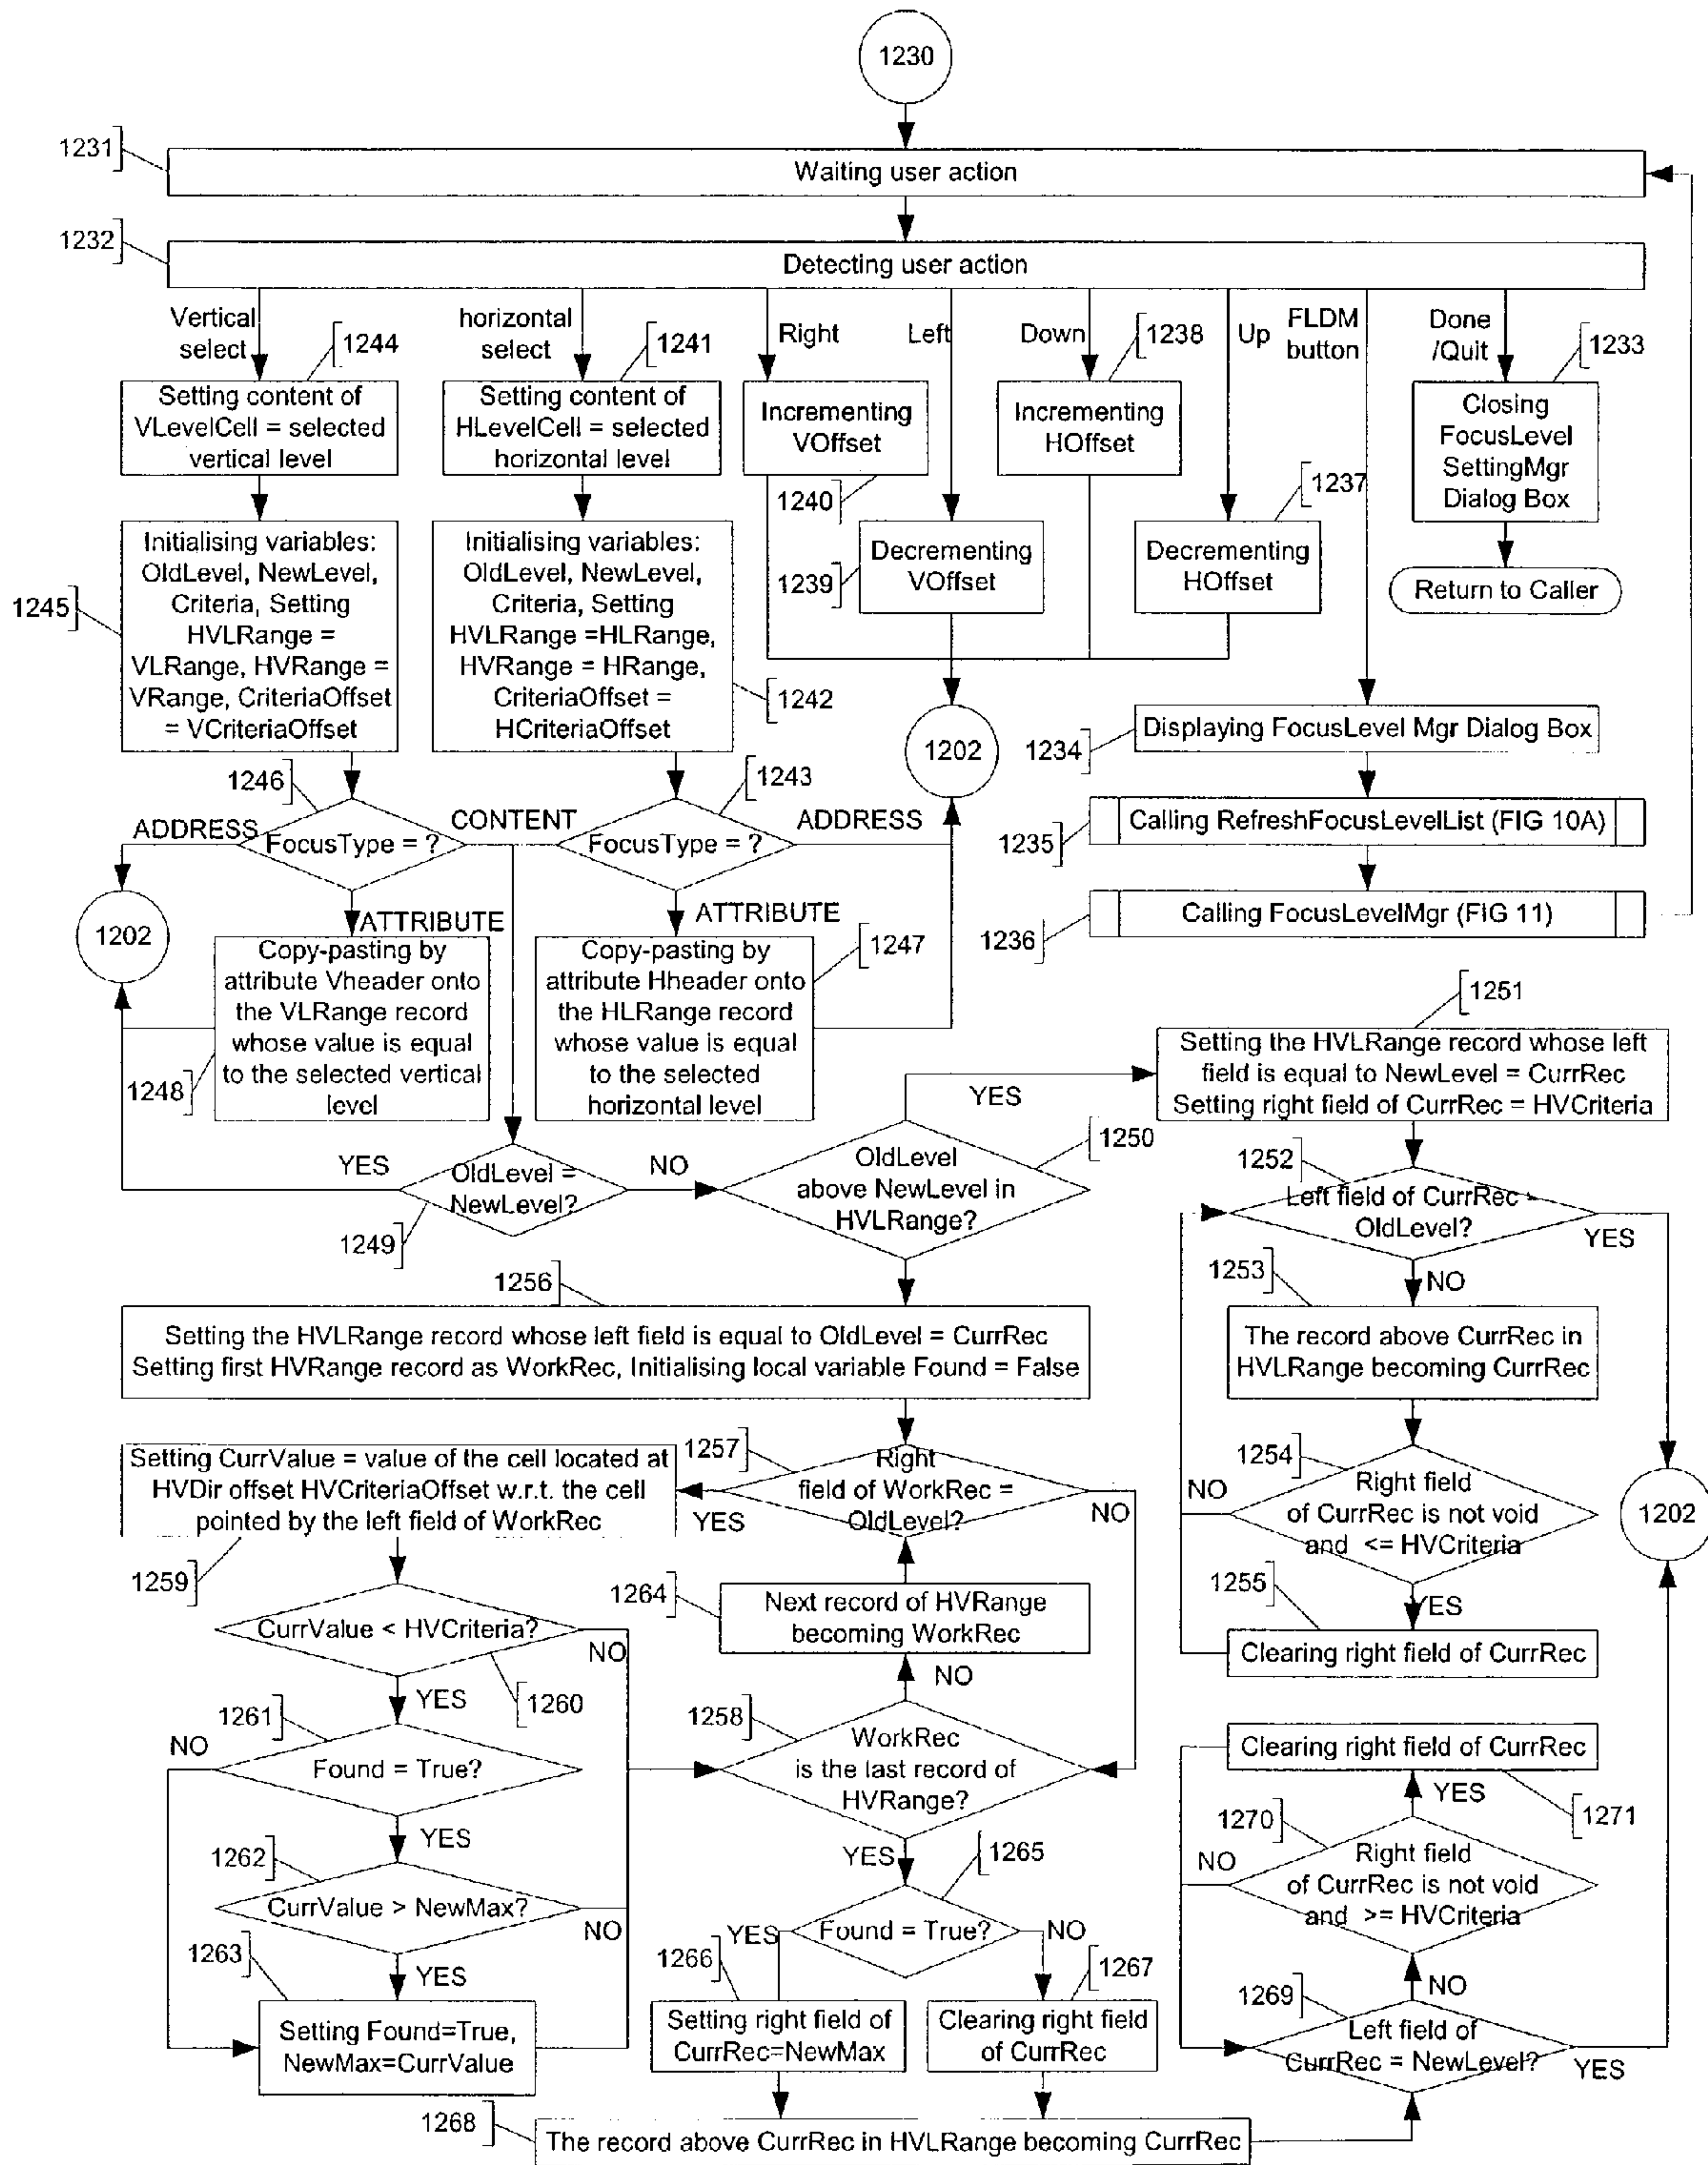 1230
1231
Waiting user action
1232
Detecting user action
Vertical
select
1244
horizontal
select
1241
Right
Left
Down
1238
Up
FLDM
button
Done
/Quit
1233
Setting content of
VLevelCell = selected
vertical level
Setting content of
HLevelCell = selected
horizontal level
Incrementing
VOffset
Incrementing
HOffset
Closing
FocusLevel
SettingMgr
Dialog Box
1240
1237
1245
Initialising variables:
OldLevel, NewLevel,
Criteria, Setting
HVLRange =
VLRange, HVRange =
VRange, CriteriaOffset
= VCriteriaOffset
Initialising variables:
OldLevel, NewLevel,
Criteria, Setting
HVLRange =HLRange,
HVRange = HRange,
CriteriaOffset =
HCriteriaOffset
1242
1239
Decrementing
VOffset
Decrementing
HOffset
Return to Caller
1202
1234
Displaying FocusLevel Mgr Dialog Box
1246
1243
ADDRESS
FocusType = ?
CONTENT
FocusType = ?
ADDRESS
1235
Calling RefreshFocusLevelList (FIG 10A)
1202
ATTRIBUTE
ATTRIBUTE
1236
Calling FocusLevelMgr (FIG 11)
Copy-pasting by
attribute Vheader onto
the VLRange record
whose value is equal
to the selected vertical
level
1248
Copy-pasting by
attribute Hheader onto
the HLRange record
whose value is equal
to the selected
horizontal level
1247
1251
Setting the HVLRange record whose left
field is equal to NewLevel = CurrRec
Setting right field of CurrRec = HVCriteria
YES
YES
OldLevel =
NewLevel?
NO
1249
OldLevel
above NewLevel in
HVLRange?
1250
1252
Left field of CurrRec
OldLevel?
YES
1256
1253
NO
Setting the HVLRange record whose left field is equal to OldLevel = CurrRec
Setting first HVRange record as WorkRec, Initialising local variable Found = False
The record above CurrRec in
HVLRange becoming CurrRec
Setting CurrValue = value of the cell located at
HVDir offset HVCriteriaOffset w.r.t. the cell
pointed by the left field of WorkRec
1257
Right
field of WorkRec =
OldLevel?
YES
NO
1254
NO
Right field
of CurrRec is not void
and <= HVCriteria
1202
1259
1264
Next record of HVRange
becoming WorkRec
1255
YES
CurrValue < HVCriteria?
NO
NO
Clearing right field of CurrRec
YES
1260
1261
1258
WorkRec
is the last record of
HVRange?
NO
Found = True?
Clearing right field of CurrRec
YES
1271
YES
1262
YES
1265
1270
NO
Right field
of CurrRec is not void
and >= HVCriteria
CurrValue > NewMax?
NO
YES
Found = True?
NO
1263
YES
1266
1267
NO
1269
Setting Found=True,
NewMax=CurrValue
Setting right field of
CurrRec=NewMax
Clearing right field
of CurrRec
Left field of
CurrRec = NewLevel?
YES
1268
The record above CurrRec in HVLRange becoming CurrRec